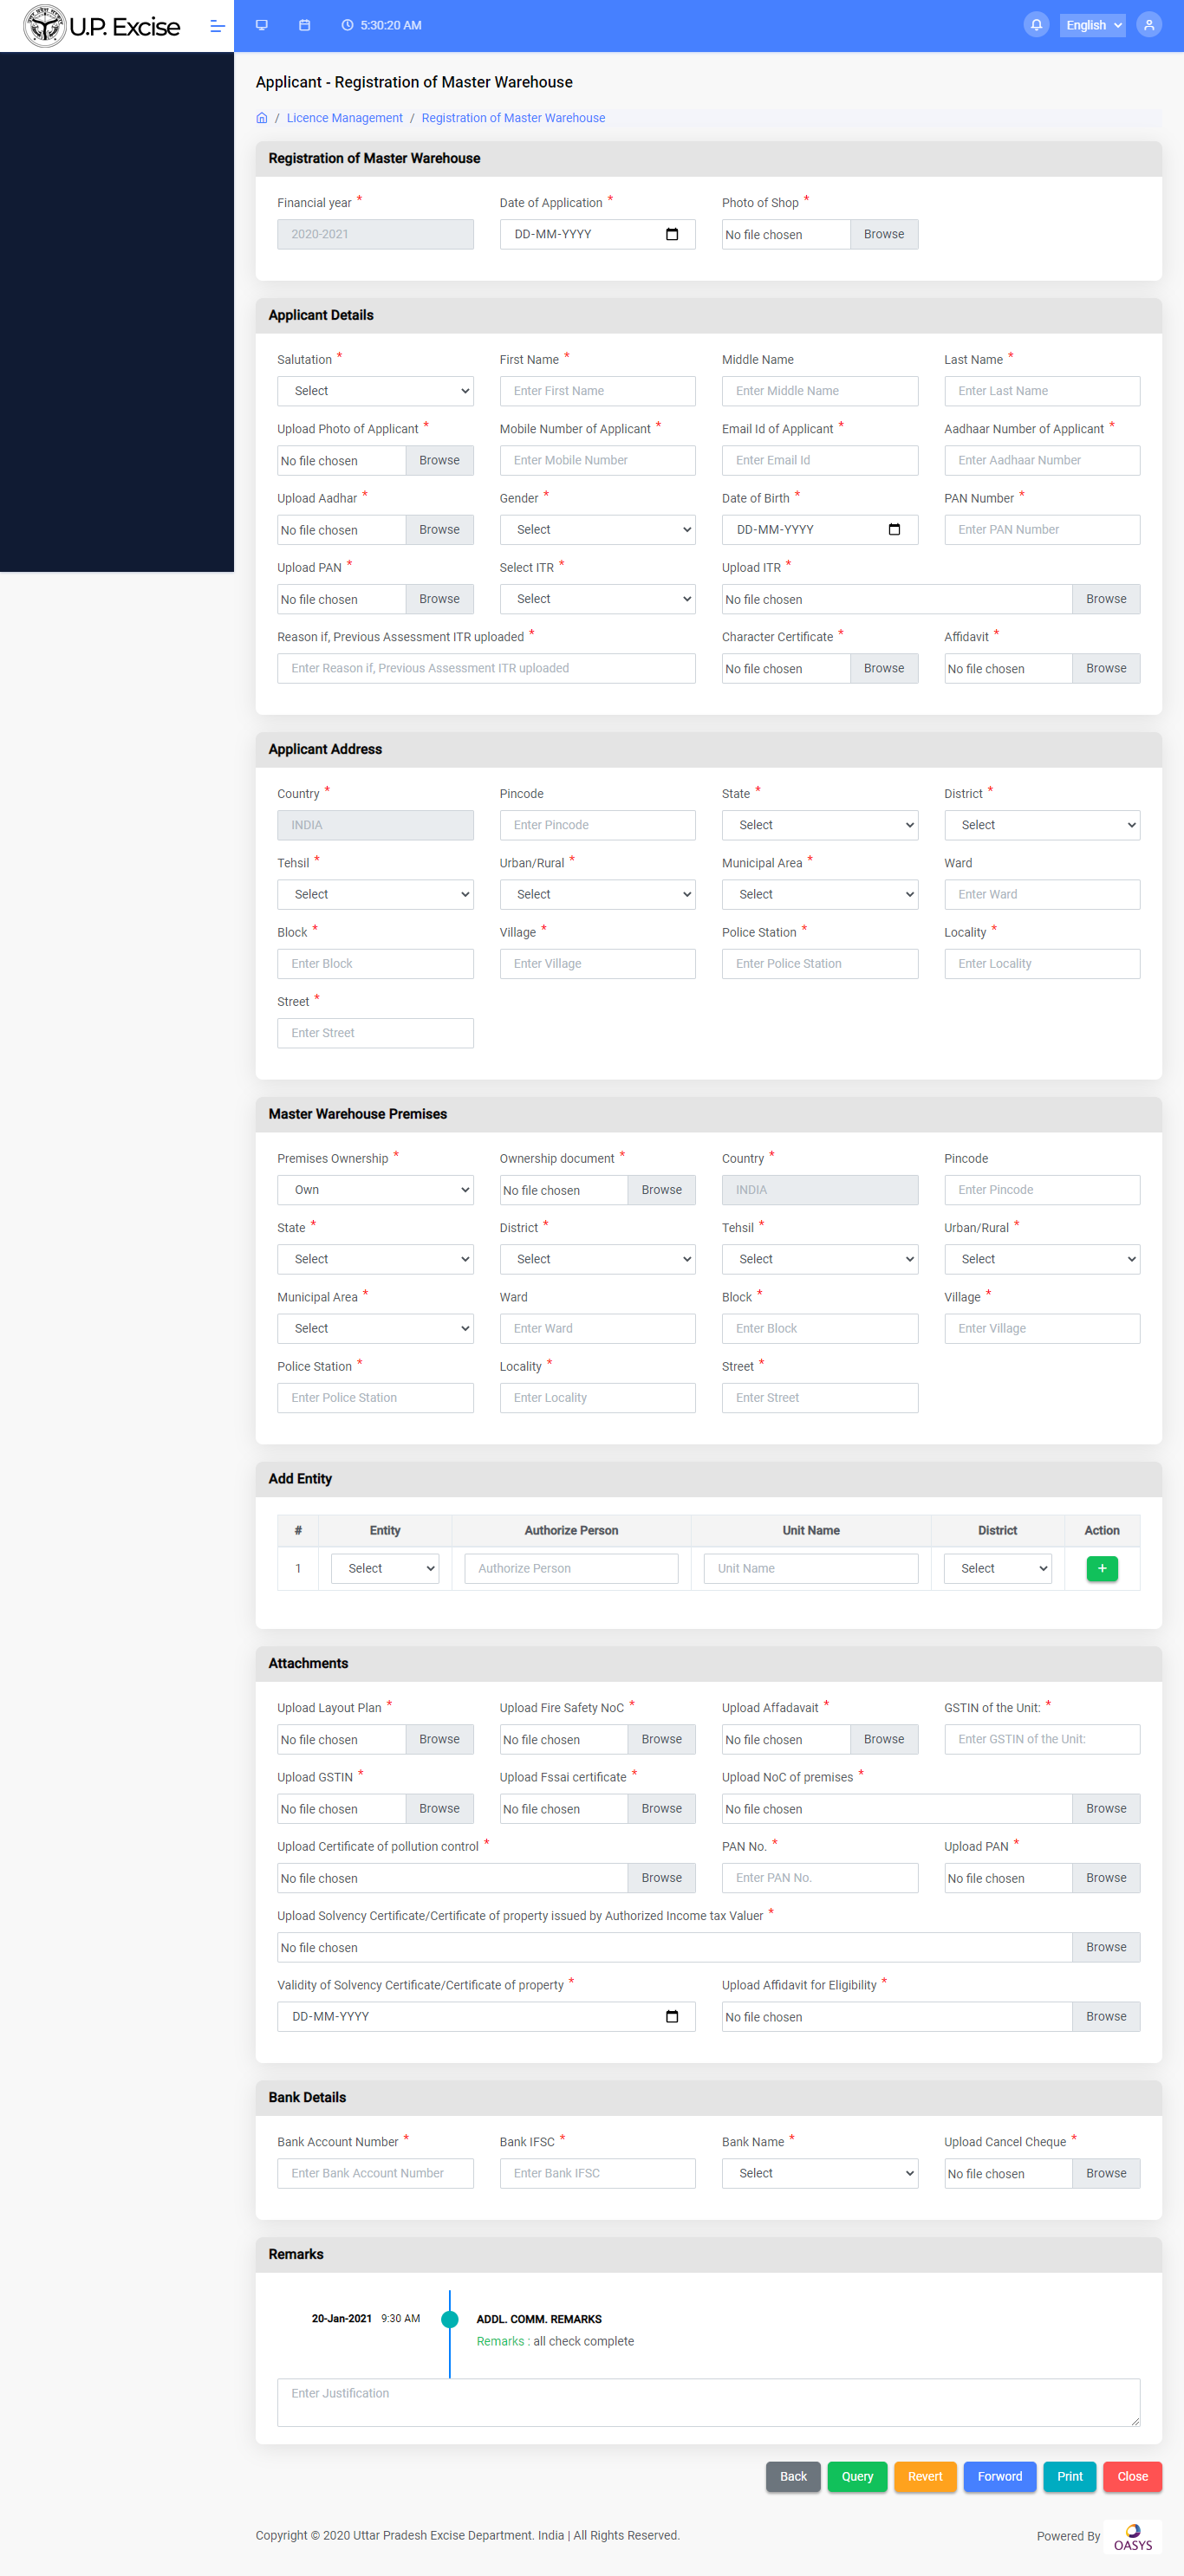 U.P. Excise
5:30:20 AM
English
Applicant - Registration of Master Warehouse
/ Licence Management / Registration of Master Warehouse
Registration of Master Warehouse
Financial year * Date of Application * Photo of Shop *
2020-2021 DD-MM-YYYY No file chosen Browse
Applicant Details
Salutation * First Name * Middle Name Last Name *
Select Enter First Name Enter Middle Name Enter Last Name
Upload Photo of Applicant * Mobile Number of Applicant * Email Id of Applicant * Aadhaar Number of Applicant *
No file chosen Browse Enter Mobile Number Enter Email Id Enter Aadhaar Number
Upload Aadhar * Gender * Date of Birth * PAN Number *
No file chosen Browse Select DD-MM-YYYY Enter PAN Number
Upload PAN * Select ITR * Upload ITR *
No file chosen Browse Select No file chosen Browse
Reason if, Previous Assessment ITR uploaded * Character Certificate * Affidavit *
Enter Reason if, Previous Assessment ITR uploaded No file chosen Browse No file chosen Browse
Applicant Address
Country * Pincode State * District *
INDIA Enter Pincode Select Select
Tehsil * Urban/Rural * Municipal Area * Ward
Select Select Select Enter Ward
Block * Village * Police Station * Locality *
Enter Block Enter Village Enter Police Station Enter Locality
Street *
Enter Street
Master Warehouse Premises
Premises Ownership * Ownership document * Country * Pincode
Own No file chosen Browse INDIA Enter Pincode
State * District * Tehsil * Urban/Rural *
Select Select Select Select
Municipal Area * Ward Block * Village *
Select Enter Ward Enter Block Enter Village
Police Station * Locality * Street *
Enter Police Station Enter Locality Enter Street
Add Entity
# Entity Authorize Person Unit Name District Action
1 Select Authorize Person Unit Name Select +
Attachments
Upload Layout Plan * Upload Fire Safety NoC * Upload Affadavait * GSTIN of the Unit: *
No file chosen Browse No file chosen Browse No file chosen Browse Enter GSTIN of the Unit:
Upload GSTIN * Upload Fssai certificate * Upload NoC of premises *
No file chosen Browse No file chosen Browse No file chosen Browse
Upload Certificate of pollution control * PAN No. * Upload PAN *
No file chosen Browse Enter PAN No. No file chosen Browse
Upload Solvency Certificate/Certificate of property issued by Authorized Income tax Valuer *
No file chosen Browse
Validity of Solvency Certificate/Certificate of property * Upload Affidavit for Eligibility *
DD-MM-YYYY No file chosen Browse
Bank Details
Bank Account Number * Bank IFSC * Bank Name * Upload Cancel Cheque *
Enter Bank Account Number Enter Bank IFSC Select No file chosen Browse
Remarks
20-Jan-2021 9:30 AM ADDL. COMM. REMARKS
Remarks : all check complete
Enter Justification
Back Query Revert Forword Print Close
Copyright © 2020 Uttar Pradesh Excise Department. India | All Rights Reserved. Powered By OASYS